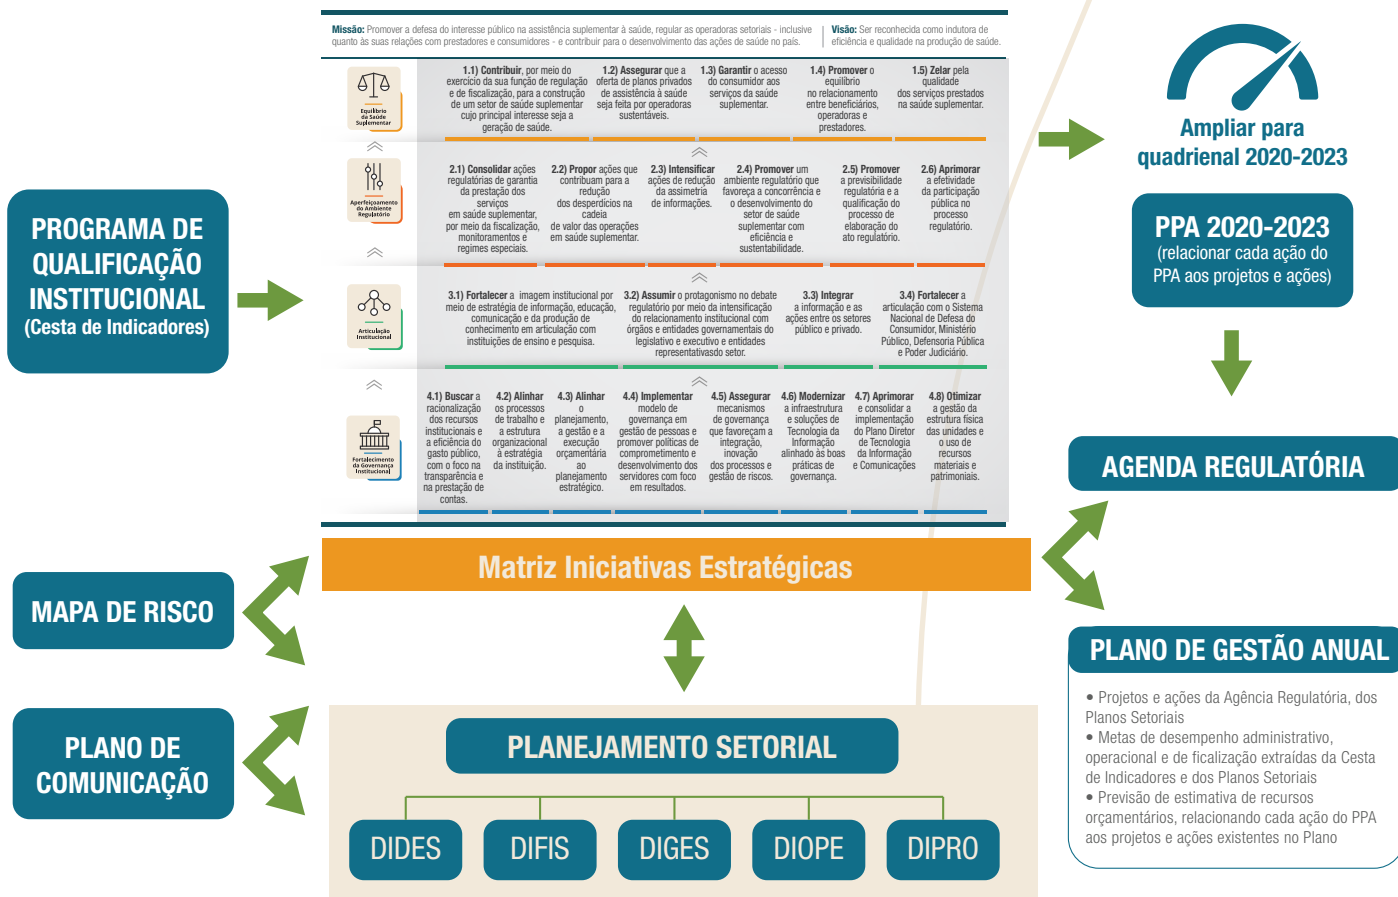 Missão: Promover a defesa do interesse público na assistência suplementar à saúde, regular as operadoras setoriais - inclusive
quanto às suas relações com prestadores e consumidores - e contribuir para o desenvolvimento das ações de saúde no país.
Visão: Ser reconhecida como indutora de
eficiência e qualidade na produção de saúde.
Equilíbrio
da Saúde
Suplementar
1.1) Contribuir, por meio do
exercício da sua função de regulação
e de fiscalização, para a construção
de um setor de saúde suplementar
cujo principal interesse seja a
geração de saúde.
1.2) Assegurar que a
oferta de planos privados
de assistência à saúde
seja feita por operadoras
sustentáveis.
1.3) Garantir o acesso
do consumidor aos
serviços da saúde
suplementar.
1.4) Promover o
equilíbrio
no relacionamento
entre beneficiários,
operadoras e
prestadores.
1.5) Zelar pela
qualidade
dos serviços prestados
na saúde suplementar.
Aperfeiçoamento
do Ambiente
Regulatório
2.1) Consolidar ações
regulatórias de garantia
da prestação dos
serviços
em saúde suplementar,
por meio da fiscalização,
monitoramentos e
regimes especiais.
2.2) Propor ações que
contribuam para a
redução
dos desperdícios na
cadeia
de valor das operações
em saúde suplementar.
2.3) Intensificar
ações de redução
da assimetria
de informações.
2.4) Promover um
ambiente regulatório que
favoreça a concorrência e
o desenvolvimento do
setor de saúde
suplementar com
eficiência e
sustentabilidade.
2.5) Promover
a previsibilidade
regulatória e a
qualificação do
processo de
elaboração do
ato regulatório.
2.6) Aprimorar
a efetividade
da participação
pública no
processo
regulatório.
Articulação
Institucional
3.1) Fortalecer a imagem institucional por
meio de estratégia de informação, educação,
comunicação e da produção de
conhecimento em articulação com
instituições de ensino e pesquisa.
3.2) Assumir o protagonismo no debate
regulatório por meio da intensificação
do relacionamento institucional com
órgãos e entidades governamentais do
legislativo e executivo e entidades
representativasdo setor.
3.3) Integrar
a informação e as
ações entre os setores
público e privado.
3.4) Fortalecer a
articulação com o Sistema
Nacional de Defesa do
Consumidor, Ministério
Público, Defensoria Pública
e Poder Judiciário.
Fortalecimento
da Governança
Institucional
4.1) Buscar a
racionalização
dos recursos
institucionais e
a eficiência do
gasto público,
com o foco na
transparência e
na prestação de
contas.
4.2) Alinhar
os processos
de trabalho e
a estrutura
organizacional
à estratégia
da instituição.
4.3) Alinhar
o
planejamento,
a gestão e a
execução
orçamentária
ao
planejamento
estratégico.
4.4) Implementar
modelo de
governança em
gestão de pessoas e
promover políticas de
comprometimento e
desenvolvimento dos
servidores com foco
em resultados.
4.5) Assegurar
mecanismos
de governança
que favoreçam a
integração,
inovação
dos processos e
gestão de riscos.
4.6) Modernizar
a infraestrutura
e soluções de
Tecnologia da
Informação
alinhado às boas
práticas de
governança.
4.7) Aprimorar
e consolidar a
implementação
do Plano Diretor
de Tecnologia
da Informação
e Comunicações
4.8) Otimizar
a gestão da
estrutura física
das unidades e
o uso de
recursos
materiais e
patrimoniais.
PROGRAMA DE
QUALIFICAÇÃO
INSTITUCIONAL
(Cesta de Indicadores)
Ampliar para
quadrienal 2020-2023
PPA 2020-2023
(relacionar cada ação do
PPA aos projetos e ações)
AGENDA REGULATÓRIA
Matriz Iniciativas Estratégicas
MAPA DE RISCO
PLANO DE
COMUNICAÇÃO
PLANEJAMENTO SETORIAL
DIDES
DIFIS
DIGES
DIOPE
DIPRO
PLANO DE GESTÃO ANUAL
• Projetos e ações da Agência Regulatória, dos
Planos Setoriais
• Metas de desempenho administrativo,
operacional e de ficalização extraídas da Cesta
de Indicadores e dos Planos Setoriais
• Previsão de estimativa de recursos
orçamentários, relacionando cada ação do PPA
aos projetos e ações existentes no Plano